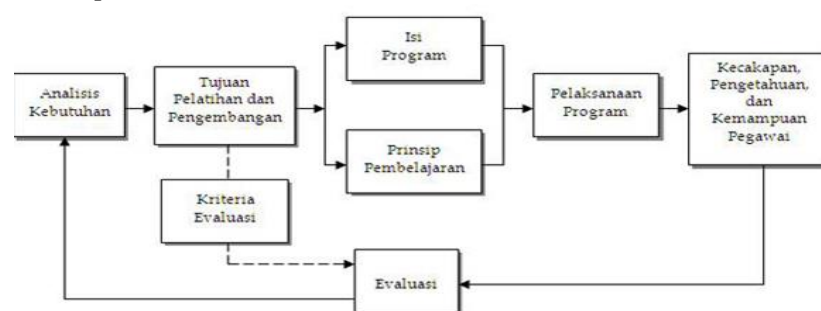 Analisis
Kebutuhan
Tujuan
Pelatihan dan
Pengembangan
Isi
Program
Prinsip
Pembelajaran
Pelaksanaan
Program
Kecakapan,
Pengetahuan,
dan
Kemampuan
Pegawai
Kriteria
Evaluasi
Evaluasi